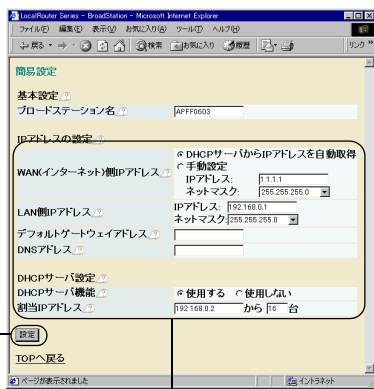 LocalRouter Series - BroadStation - Microsoft Internet Explorer
ファイル(F) 編集(E) 表示(V) お気に入り(A) ツール(T) ヘルプ(H)
戻る 検索 お気に入り 履歴 リンク »
簡易設定
基本設定 ?
ブロードステーション名 ? APFF0603
IPアドレスの設定 ?
WAN(インターネット)側IPアドレス ? DHCPサーバからIPアドレスを自動取得
手動設定
IPアドレス: 1.1.1.1
ネットマスク: 255.255.255.0
LAN側IPアドレス ? IPアドレス: 192.168.0.1
ネットマスク: 255.255.255.0
デフォルトゲートウェイアドレス ?
DNSアドレス ?
DHCPサーバ設定 ?
DHCPサーバ機能 ? 使用する 使用しない
割当IPアドレス ? 192.168.0.2 から 16 台
設定
TOPへ戻る
ページが表示されました イントラネット